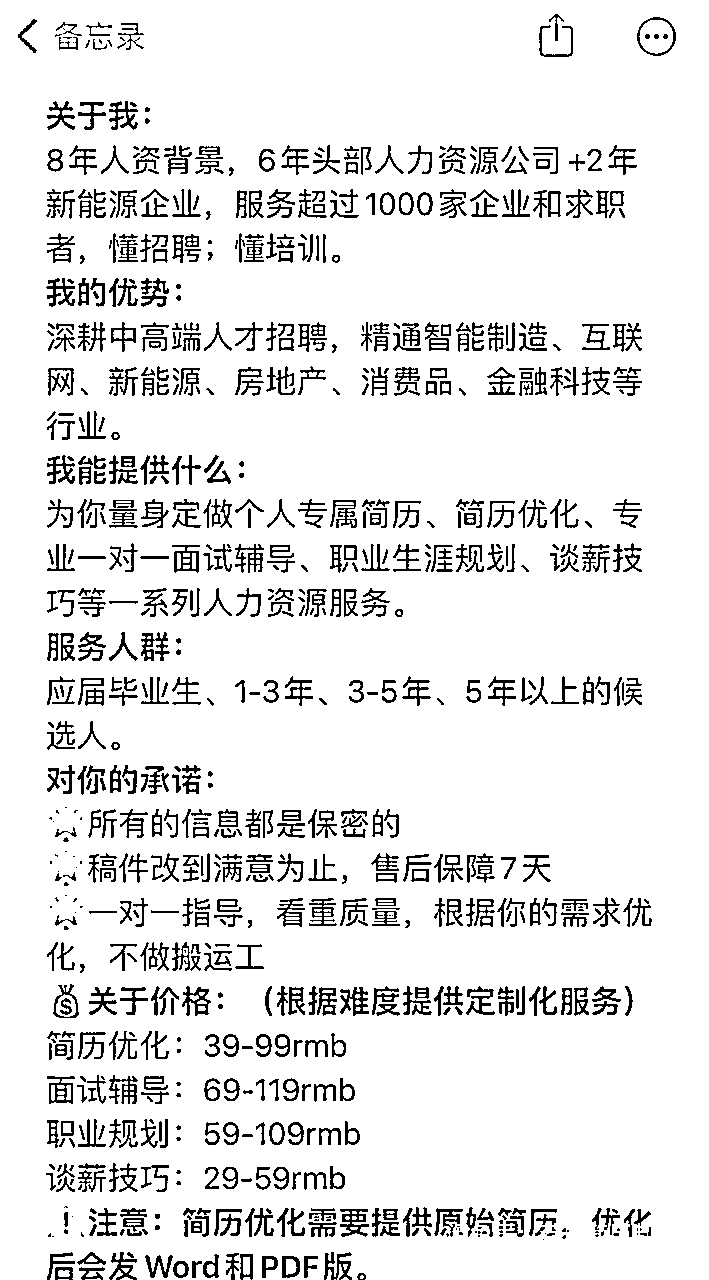 备忘录
关于我：
8年人资背景，6年头部人力资源公司+2年
新能源企业，服务超过1000家企业和求职
者，懂招聘；懂培训。
我的优势：
深耕中高端人才招聘，精通智能制造、互联
网、新能源、房地产、消费品、金融科技等
行业。
我能提供什么：
为你量身定做个人专属简历、简历优化、专
业一对一面试辅导、职业生涯规划、谈薪技
巧等一系列人力资源服务。
服务人群：
应届毕业生、1-3年、3-5年、5年以上的候
选人。
对你的承诺：
所有的信息都是保密的
稿件改到满意为止，售后保障7天
一对一指导，看重质量，根据你的需求优
化，不做搬运工
💰关于价格：（根据难度提供定制化服务）
简历优化：39-99rmb
面试辅导：69-119rmb
职业规划：59-109rmb
谈薪技巧：29-59rmb
！注意：简历优化需要提供原始简历，优化
后会发Word和PDF版。